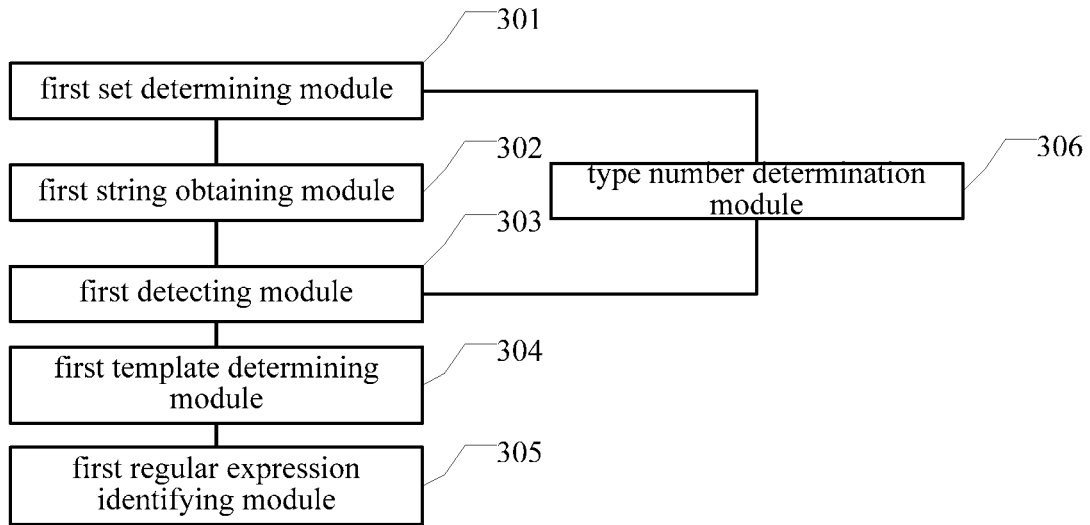 301
first set determining module
302
first string obtaining module
306
type number determination
module
303
first detecting module
304
first template determining
module
305
first regular expression
identifying module